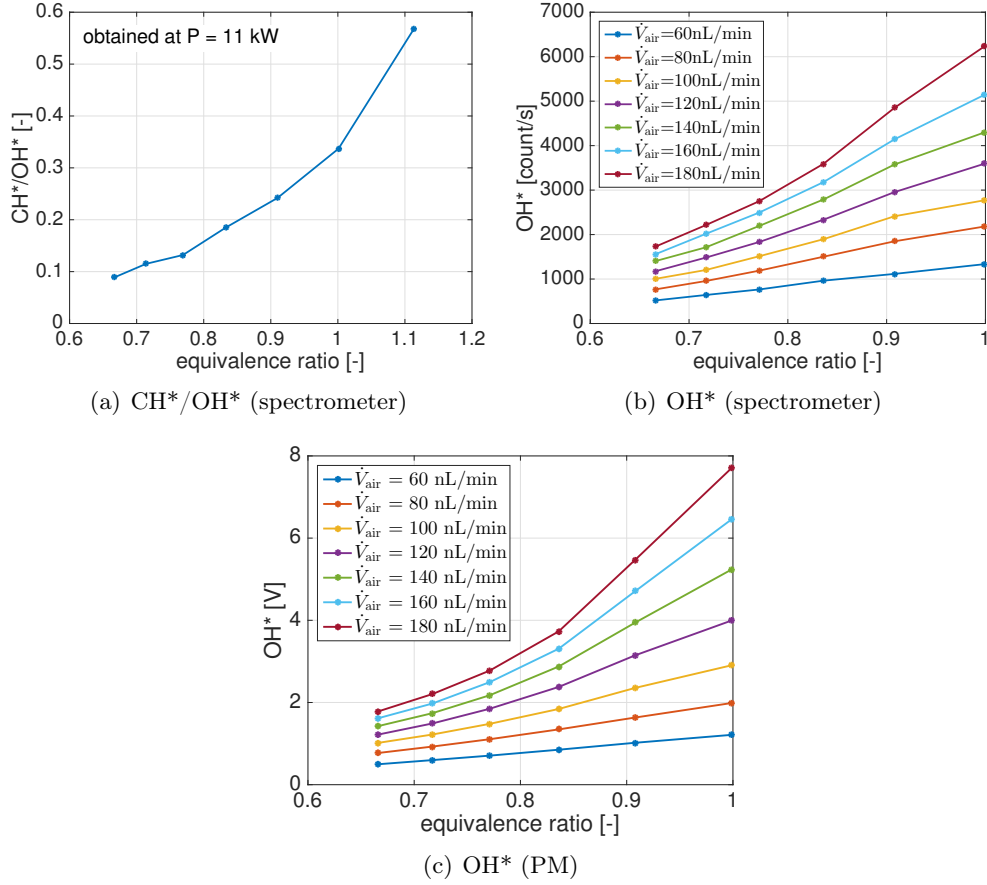 obtained at P = 11 kW
CH*/OH* [-]
0.6
0.5
0.4
0.3
0.2
0.1
0
0.6 0.7 0.8 0.9 1 1.1 1.2
equivalence ratio [-]
(a) CH*/OH* (spectrometer)
OH* [count/s]
7000
6000
5000
4000
3000
2000
1000
0
V̇air=60nL/min
V̇air=80nL/min
V̇air=100nL/min
V̇air=120nL/min
V̇air=140nL/min
V̇air=160nL/min
V̇air=180nL/min
0.6 0.7 0.8 0.9 1
equivalence ratio [-]
(b) OH* (spectrometer)
OH* [V]
8
6
4
2
0
V̇air = 60 nL/min
V̇air = 80 nL/min
V̇air = 100 nL/min
V̇air = 120 nL/min
V̇air = 140 nL/min
V̇air = 160 nL/min
V̇air = 180 nL/min
0.6 0.7 0.8 0.9 1
equivalence ratio [-]
(c) OH* (PM)